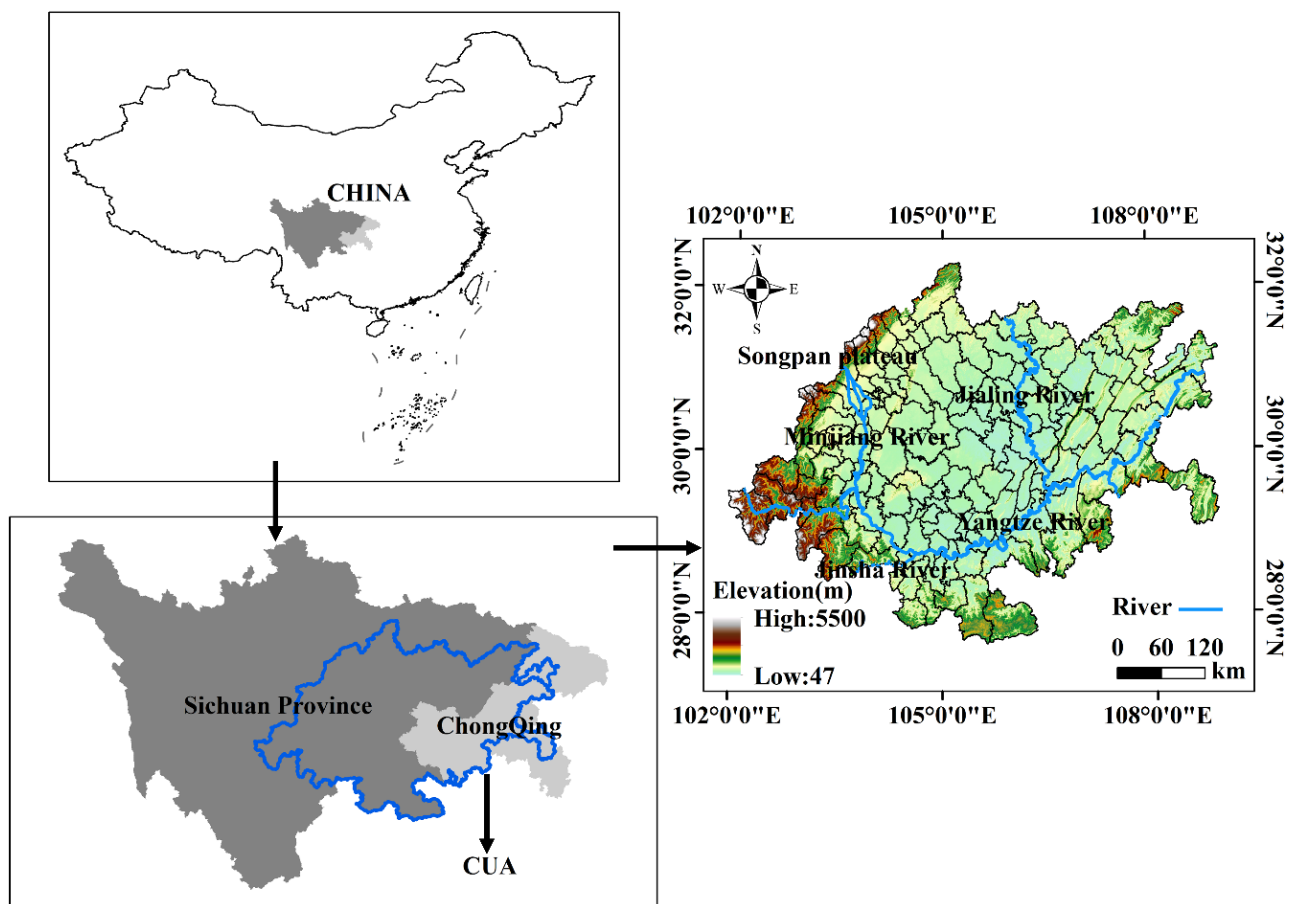 CHINA
Sichuan Province
ChongQing
CUA
102°0'0"E 105°0'0"E 108°0'0"E
32°0'0"N
30°0'0"N
28°0'0"N
32°0'0"N
30°0'0"N
28°0'0"N
N
W E
S
Songpan plateau
Jialing River
Minjiang River
Yangtze River
Jinsha River
Elevation(m)
High:5500
Low:47
River
0 60 120
km
102°0'0"E 105°0'0"E 108°0'0"E